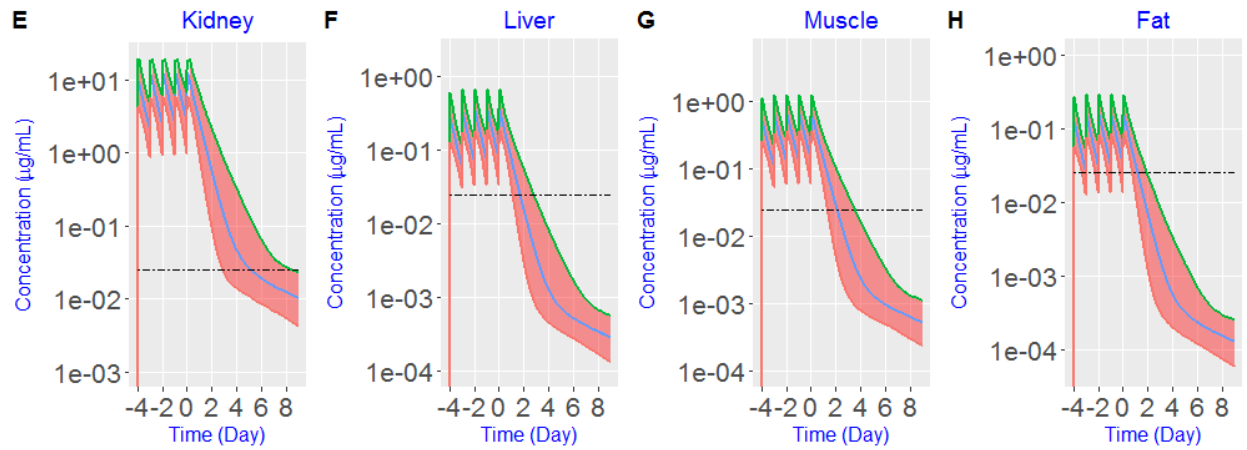 E Kidney
Concentration (µg/mL)
1e+01
1e+00
1e-01
1e-02
1e-03
-4 -2 0 2 4 6 8
Time (Day)
F Liver
Concentration (µg/mL)
1e+00
1e-01
1e-02
1e-03
1e-04
-4 -2 0 2 4 6 8
Time (Day)
G Muscle
Concentration (µg/mL)
1e+00
1e-01
1e-02
1e-03
1e-04
-4 -2 0 2 4 6 8
Time (Day)
H Fat
Concentration (µg/mL)
1e+00
1e-01
1e-02
1e-03
1e-04
-4 -2 0 2 4 6 8
Time (Day)